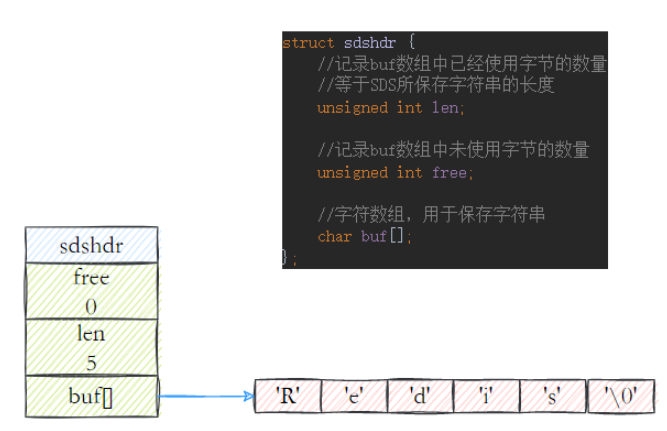 struct sdshdr {
//记录buf数组中已经使用字节的数量
//等于SDS所保存字符串的长度
unsigned int len;
//记录buf数组中未使用字节的数量
unsigned int free;
//字符数组，用于保存字符串
char buf[];
};
sdshdr
free
0
len
5
buf[]
'R' 'e' 'd' 'i' 's' '\0'